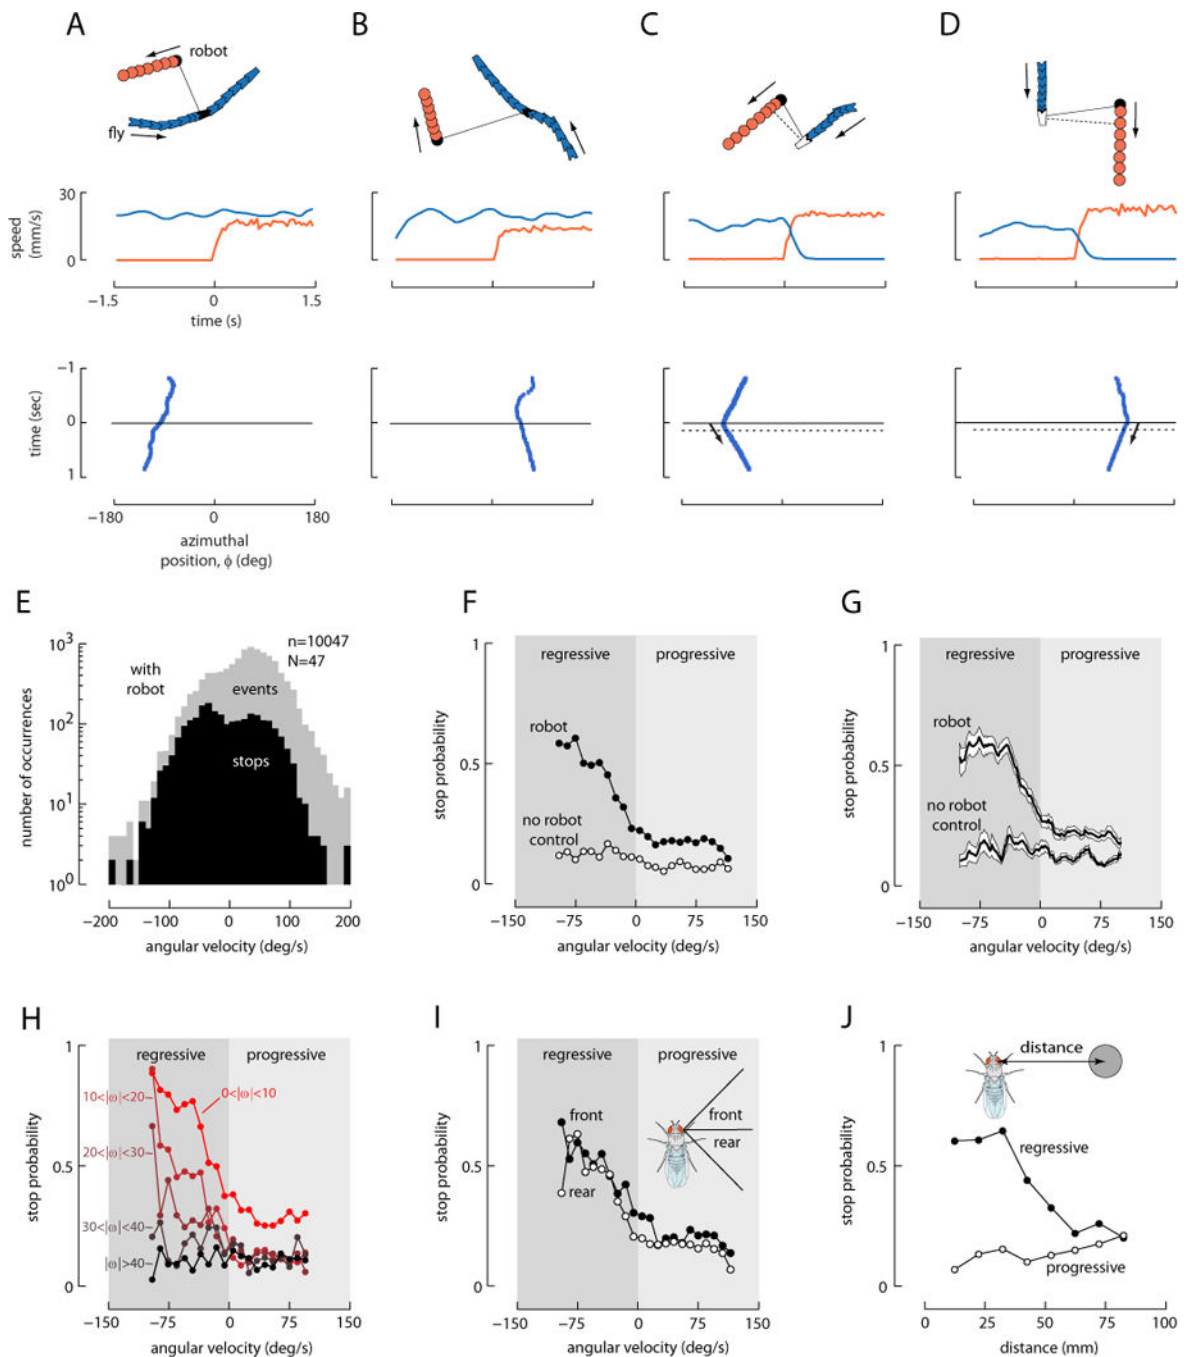 A
B
C
D
robot
fly
speed
(mm/s)
30
0
−1.5
0
1.5
time (s)
time (sec)
−1
0
1
−180
0
180
azimuthal
position, ϕ (deg)
E
number of occurrences
10³
10²
10¹
10⁰
with
robot
n=10047
N=47
events
stops
−200
−100
0
100
200
angular velocity (deg/s)
F
stop probability
1
0.5
0
regressive
progressive
robot
no robot
control
−150
−75
0
75
150
angular velocity (deg/s)
G
stop probability
1
0.5
0
regressive
progressive
robot
no robot
control
−150
−75
0
75
150
angular velocity (deg/s)
H
stop probability
1
0.5
0
regressive
progressive
10<|ω|<20
0<|ω|<10
20<|ω|<30
30<|ω|<40
|ω|>40
−150
−75
0
75
150
angular velocity (deg/s)
I
stop probability
1
0.5
0
regressive
progressive
front
rear
front
rear
−150
−75
0
75
150
angular velocity (deg/s)
J
stop probability
1
0.5
0
distance
regressive
progressive
0
25
50
75
100
distance (mm)